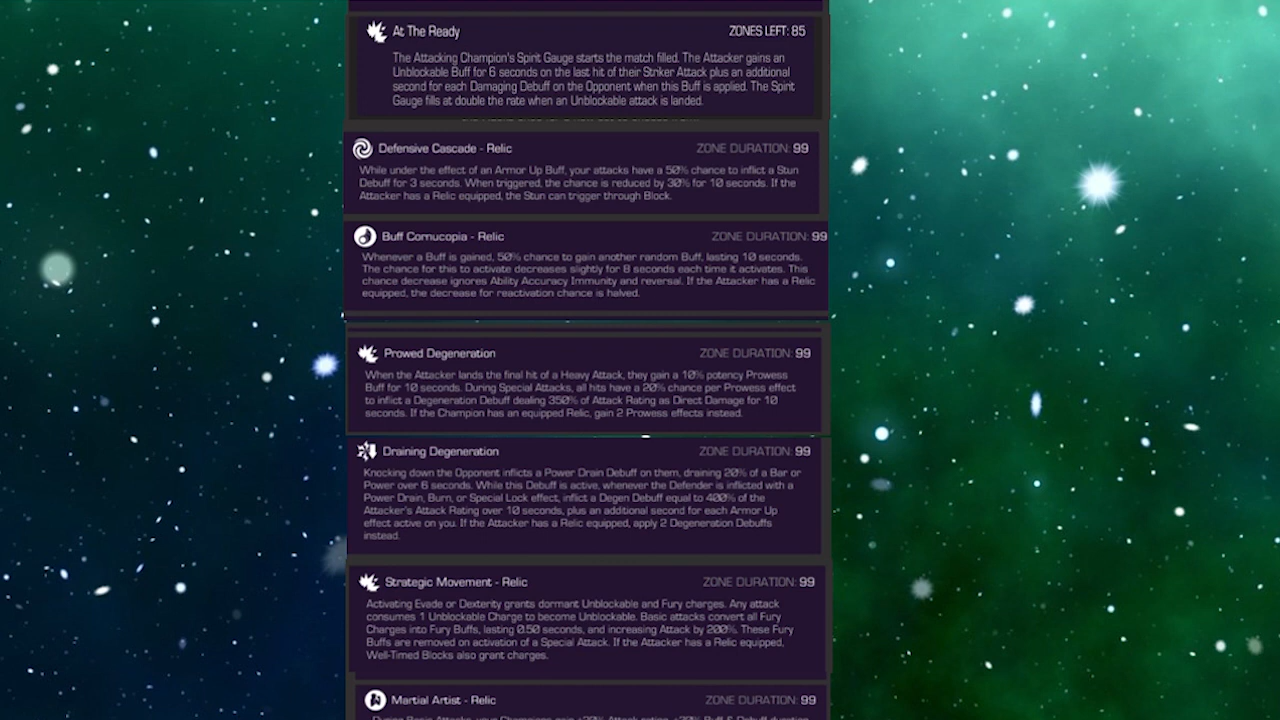 At The Ready ZONES LEFT: 85
The Attacking Champion's Spirit Gauge starts the match filled. The Attacker gains an
Unblockable Buff for 6 seconds on the last hit of their Striker Attack plus an additional
second for each Damaging Debuff on the Opponent when this Buff is applied. The Spirit
Gauge fills at double the rate when an Unblockable attack is landed.
Defensive Cascade - Relic ZONE DURATION: 99
While under the effect of an Armor Up Buff, your attacks have a 50% chance to inflict a Stun
Debuff for 3 seconds. When triggered, the chance is reduced by 30% for 10 seconds. If the
Attacker has a Relic equipped, the Stun can trigger through Block.
Buff Cornucopia - Relic ZONE DURATION: 99
Whenever a Buff is gained, 50% chance to gain another random Buff, lasting 10 seconds.
The chance for this to activate decreases slightly for 8 seconds each time it activates. This
chance decrease ignores Ability Accuracy Immunity and reversal. If the Attacker has a Relic
equipped, the decrease for reactivation chance is halved.
Prowed Degeneration ZONE DURATION: 99
When the Attacker lands the final hit of a Heavy Attack, they gain a 10% potency Prowess
Buff for 10 seconds. During Special Attacks, all hits have a 20% chance per Prowess effect
to inflict a Degeneration Debuff dealing 350% of Attack Rating as Direct Damage for 10
seconds. If the Champion has an equipped Relic, gain 2 Prowess effects instead.
Draining Degeneration ZONE DURATION: 99
Knocking down the Opponent inflicts a Power Drain Debuff on them, draining 20% of a Bar or
Power over 6 seconds. While this Debuff is active, whenever the Defender is inflicted with a
Power Drain, Burn, or Special Lock effect, inflict a Degen Debuff equal to 400% of the
Attacker's Attack Rating over 10 seconds, plus an additional second for each Armor Up
effect active on you. If the Attacker has a Relic equipped, apply 2 Degeneration Debuffs
instead.
Strategic Movement - Relic ZONE DURATION: 99
Activating Evade or Dexterity grants dormant Unblockable and Fury charges. Any attack
consumes 1 Unblockable Charge to become Unblockable. Basic attacks convert all Fury
Charges into Fury Buffs, lasting 0.50 seconds, and increasing Attack by 200%. These Fury
Buffs are removed on activation of a Special Attack. If the Attacker has a Relic equipped,
Well-Timed Blocks also grant charges.
Martial Artist - Relic ZONE DURATION: 99